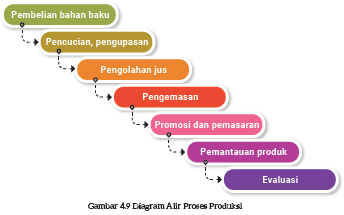 Pembelian bahan baku
Pencucian, pengupasan
Pengolahan jus
Pengemasan
Promosi dan pemasaran
Pemantauan produk
Evaluasi
Gambar 4.9 Diagram Alir Proses Produksi